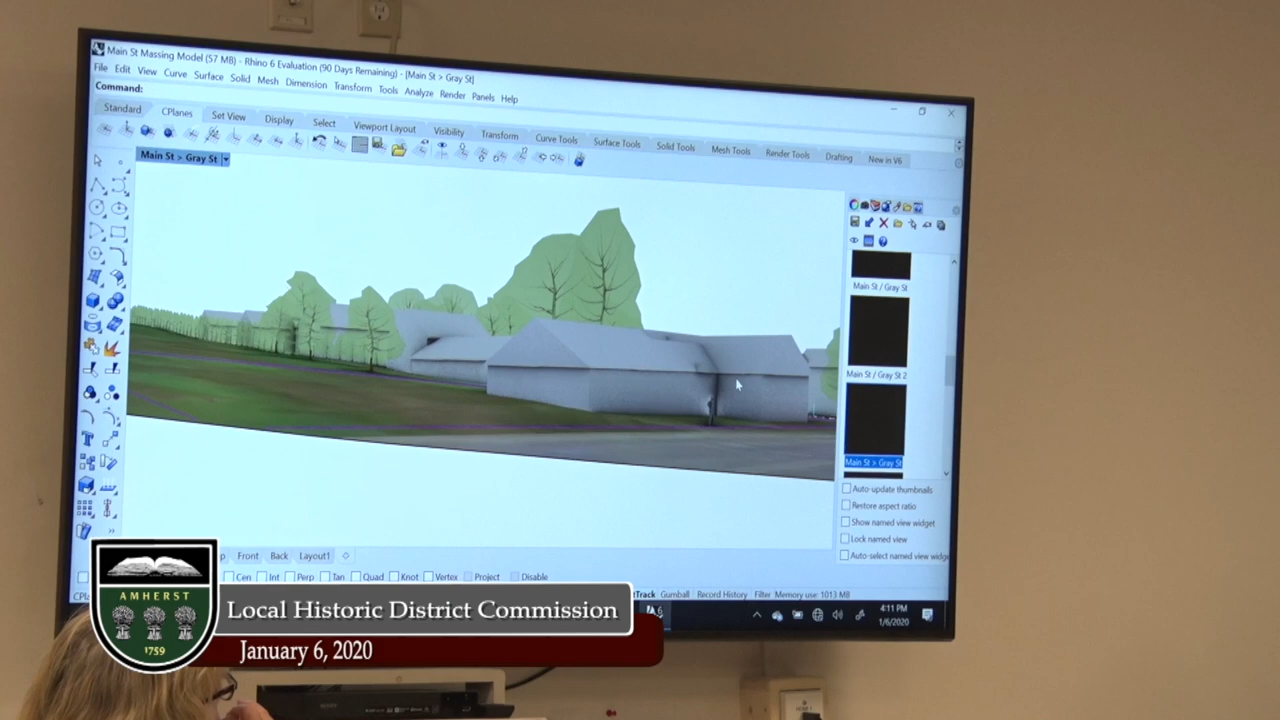 Main St Massing Model (57 MB) - Rhino 6 Evaluation (90 Days Remaining) - [Main St > Gray St]
File Edit View Curve Surface Solid Mesh Dimension Transform Tools Analyze Render Panels Help
Command:
Standard CPlanes Set View Display Select Viewport Layout Visibility Transform Curve Tools Surface Tools Solid Tools Mesh Tools Render Tools Drafting New in V6
Main St > Gray St
Main St / Gray St
Main St / Gray St 2
Main St > Gray St
Auto-update thumbnails
Restore aspect ratio
Show named view widget
Lock named view
Auto-select named view widge
Front Back Layout1
Cen Int Perp Tan Quad Knot Vertex Project Disable
Track Gumball Record History Filter Memory use: 1013 MB
4:11 PM
1/6/2020
AMHERST
1759
Local Historic District Commission
January 6, 2020
SONY